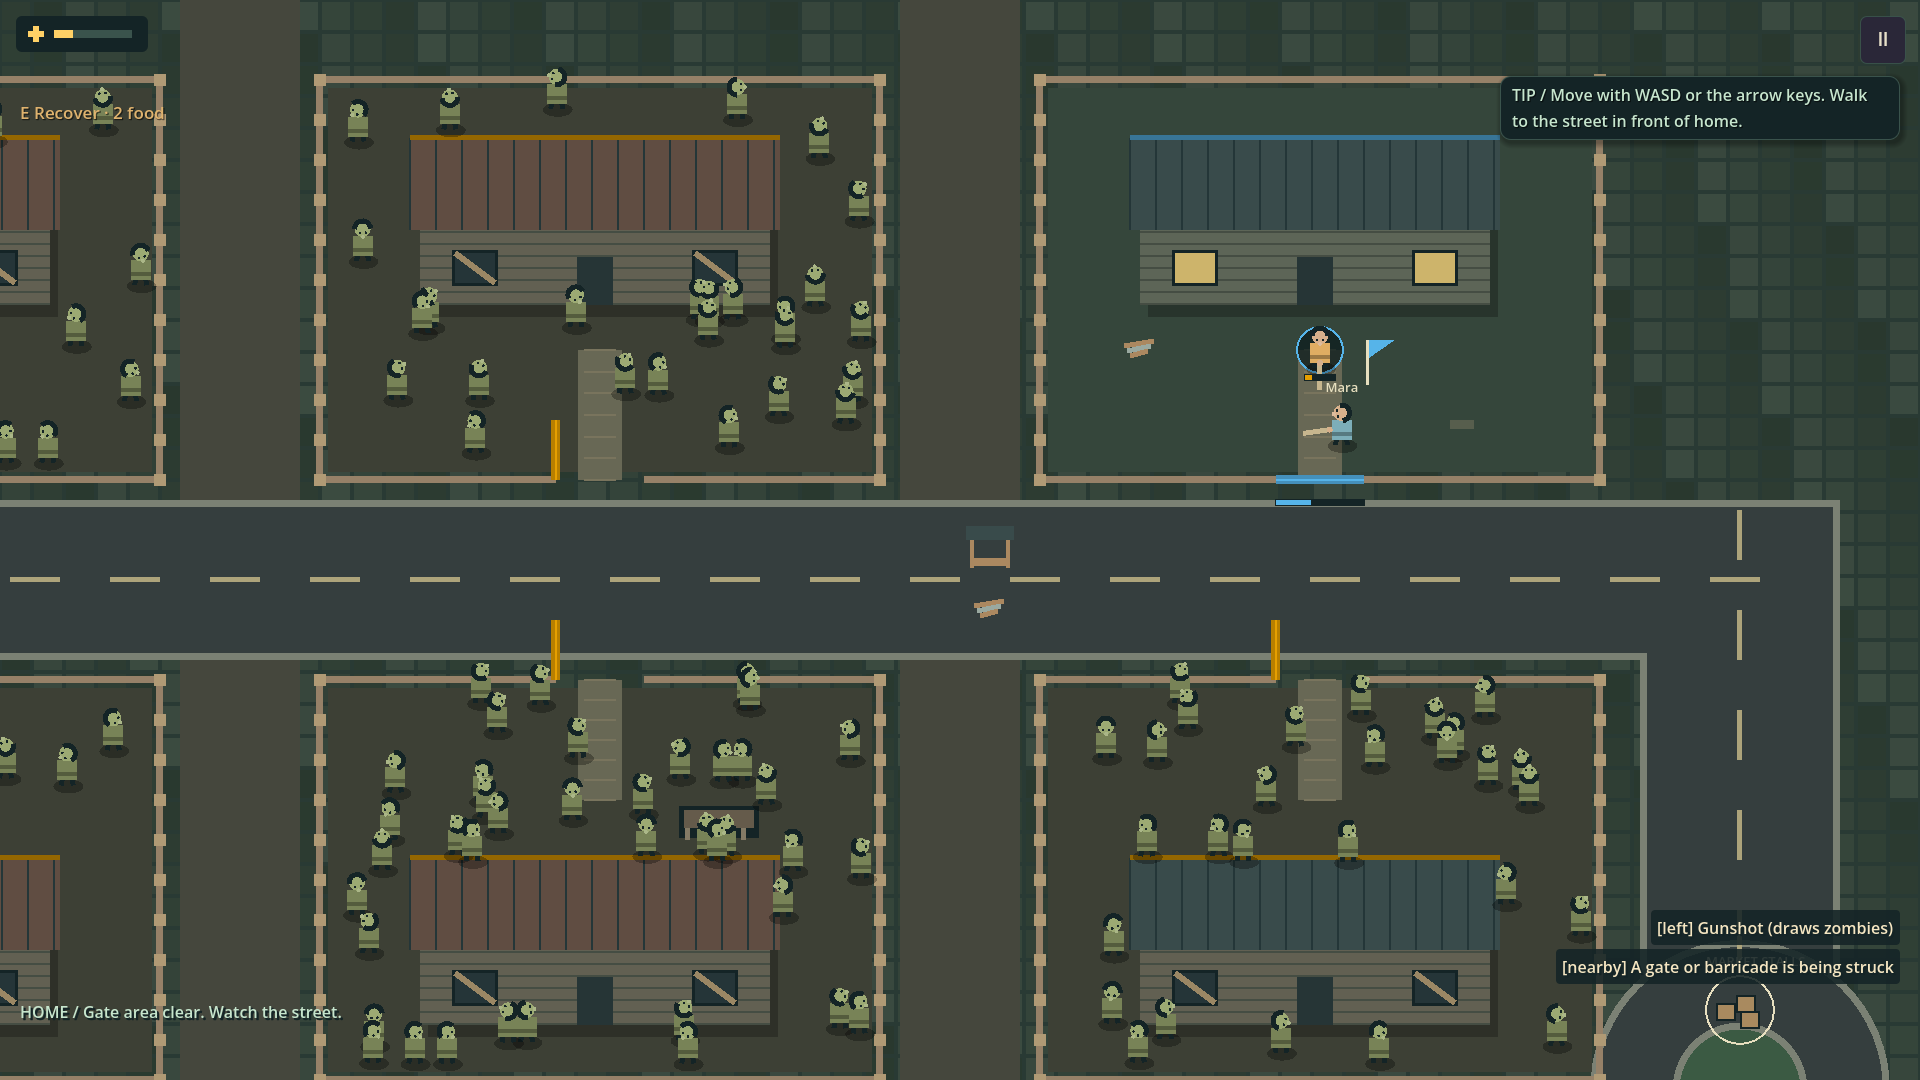 E Recover · 2 food
TIP / Move with WASD or the arrow keys. Walk
to the street in front of home.
Mara
[left] Gunshot (draws zombies)
[nearby] A gate or barricade is being struck
HOME / Gate area clear. Watch the street.